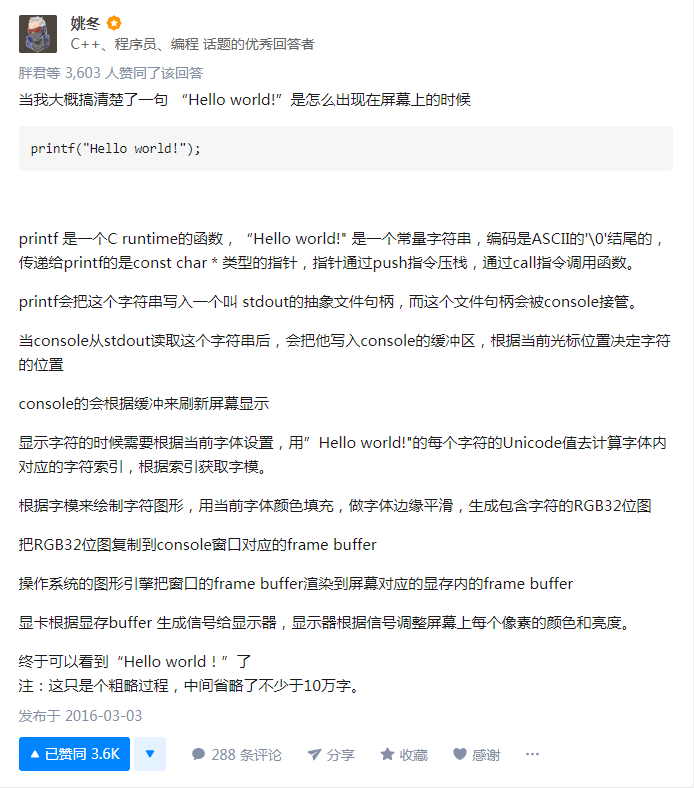 姚冬
C++、程序员、编程 话题的优秀回答者
胖君等 3,603 人赞同了该回答
当我大概搞清楚了一句 “Hello world!” 是怎么出现在屏幕上的时候
printf("Hello world!");
printf 是一个C runtime的函数，“Hello world!" 是一个常量字符串，编码是ASCII的'\0'结尾的，
传递给printf的是const char * 类型的指针，指针通过push指令压栈，通过call指令调用函数。
printf会把这个字符串写入一个叫 stdout的抽象文件句柄，而这个文件句柄会被console接管。
当console从stdout读取这个字符串后，会把他写入console的缓冲区，根据当前光标位置决定字符
的位置
console的会根据缓冲来刷新屏幕显示
显示字符的时候需要根据当前字体设置，用”Hello world!"的每个字符的Unicode值去计算字体内
对应的字符索引，根据索引获取字模。
根据字模来绘制字符图形，用当前字体颜色填充，做字体边缘平滑，生成包含字符的RGB32位图
把RGB32位图复制到console窗口对应的frame buffer
操作系统的图形引擎把窗口的frame buffer渲染到屏幕对应的显存内的frame buffer
显卡根据显存buffer 生成信号给显示器，显示器根据信号调整屏幕上每个像素的颜色和亮度。
终于可以看到“Hello world！”了
注：这只是个粗略过程，中间省略了不少于10万字。
发布于 2016-03-03
已赞同 3.6K 288 条评论 分享 收藏 感谢 ···